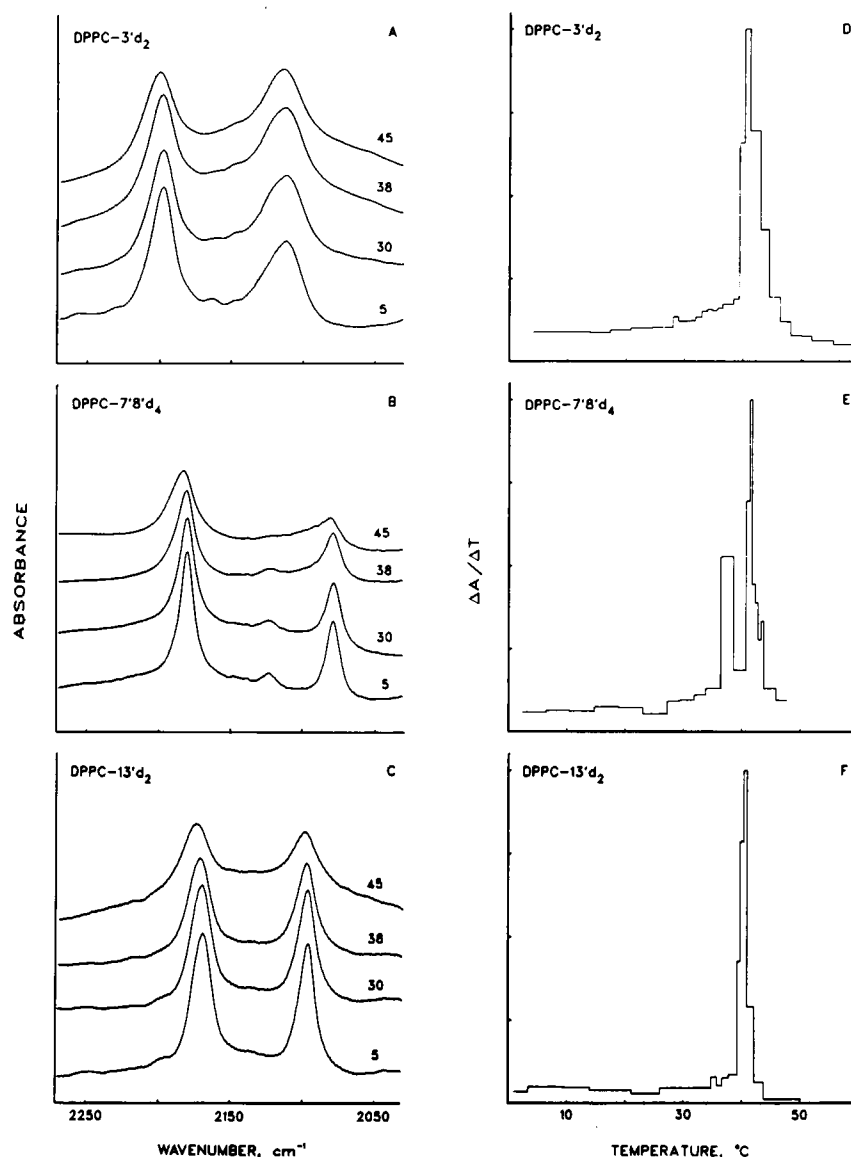 DPPC-3'd₂
A
45
38
30
5
DPPC-3'd₂
D
DPPC-7'8'd₄
B
45
38
30
5
DPPC-7'8'd₄
E
DPPC-13'd₂
C
45
38
30
5
DPPC-13'd₂
F
ABSORBANCE
ΔA/ΔT
2250
2150
2050
WAVENUMBER, cm⁻¹
10
30
50
TEMPERATURE, °C